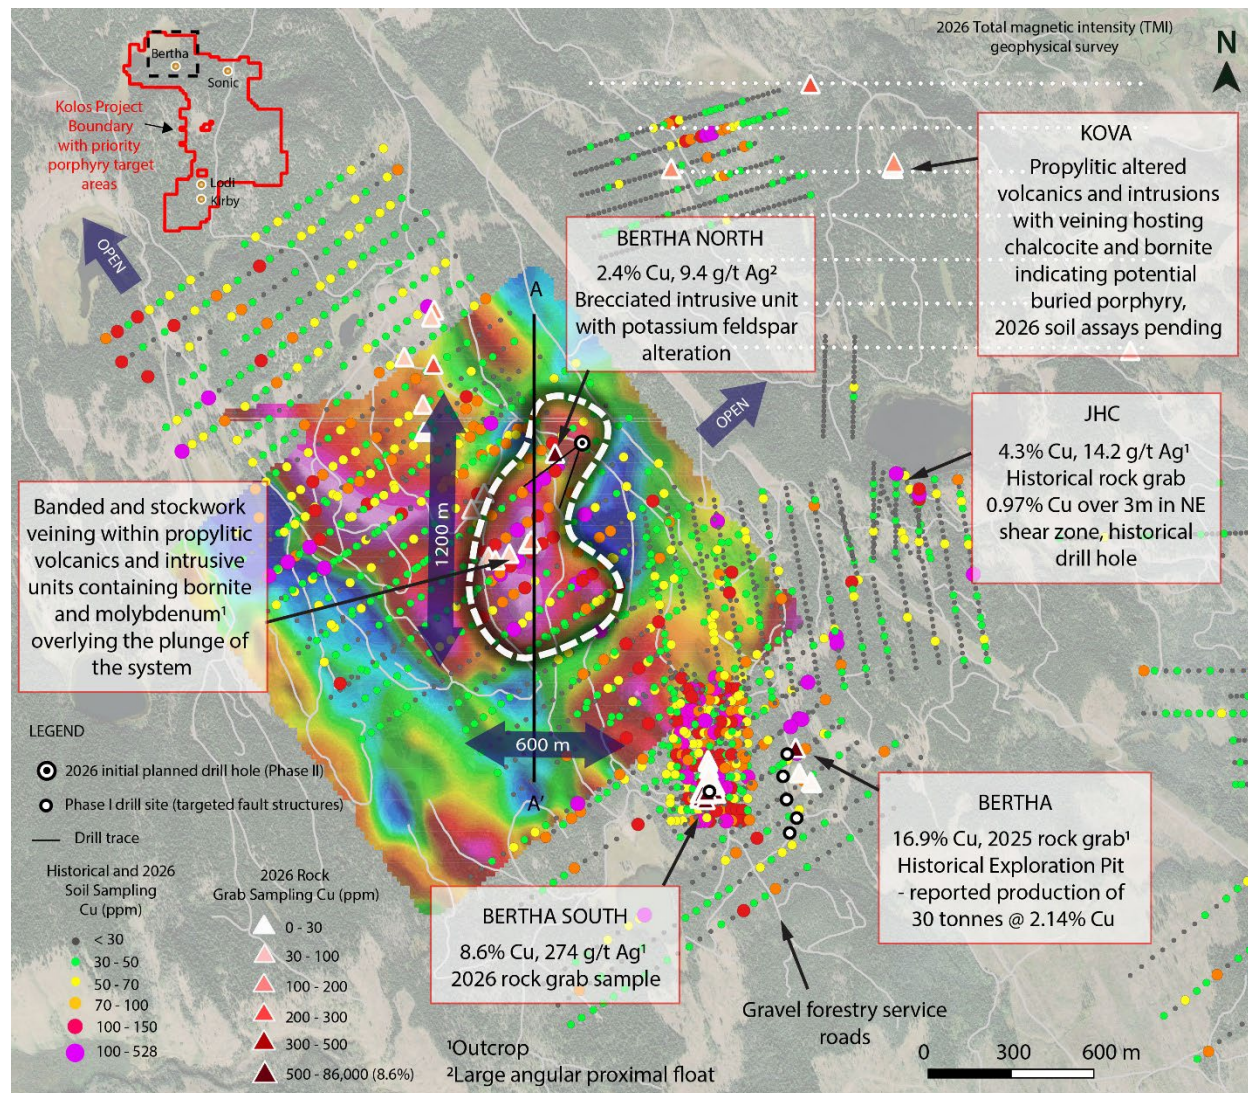 2026 Total magnetic intensity (TMI)
geophysical survey
N
Bertha
Sonic
Kolos Project
Boundary
with priority
porphyry target
areas
Lodi
Kirby
OPEN
KOVA
Propylitic altered
volcanics and intrusions
with veining hosting
chalcocite and bornite
indicating potential
buried porphyry,
2026 soil assays pending
BERTHA NORTH
2.4% Cu, 9.4 g/t Ag²
Brecciated intrusive unit
with potassium feldspar
alteration
A
OPEN
JHC
4.3% Cu, 14.2 g/t Ag¹
Historical rock grab
0.97% Cu over 3m in NE
shear zone, historical
drill hole
Banded and stockwork
veining within propylitic
volcanics and intrusive
units containing bornite
and molybdenum¹
overlying the plunge of
the system
1200 m
600 m
A'
BERTHA
16.9% Cu, 2025 rock grab¹
Historical Exploration Pit
- reported production of
30 tonnes @ 2.14% Cu
BERTHA SOUTH
8.6% Cu, 274 g/t Ag¹
2026 rock grab sample
Gravel forestry service
roads
LEGEND
2026 initial planned drill hole (Phase II)
Phase I drill site (targeted fault structures)
Drill trace
Historical and 2026
Soil Sampling
Cu (ppm)
< 30
30 - 50
50 - 70
70 - 100
100 - 150
100 - 528
2026 Rock
Grab Sampling Cu (ppm)
0 - 30
30 - 100
100 - 200
200 - 300
300 - 500
500 - 86,000 (8.6%)
¹Outcrop
²Large angular proximal float
0 300 600 m